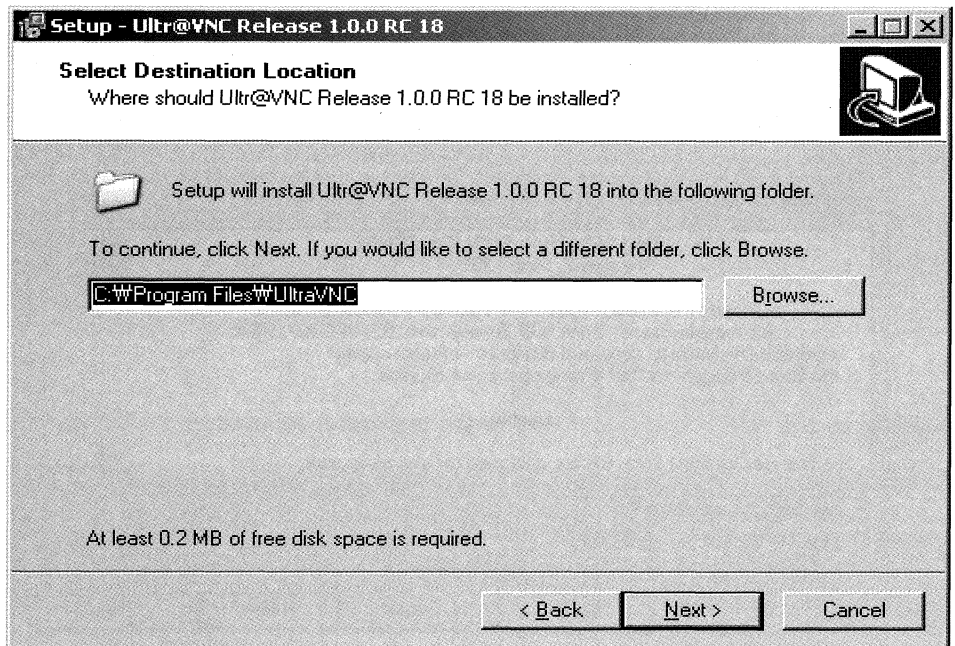 Setup - Ultr@VNC Release 1.0.0 RC 18
Select Destination Location
Where should Ultr@VNC Release 1.0.0 RC 18 be installed?
Setup will install Ultr@VNC Release 1.0.0 RC 18 into the following folder.
To continue, click Next. If you would like to select a different folder, click Browse.
C:₩Program Files₩UltraVNC
Browse...
At least 0.2 MB of free disk space is required.
< Back
Next >
Cancel